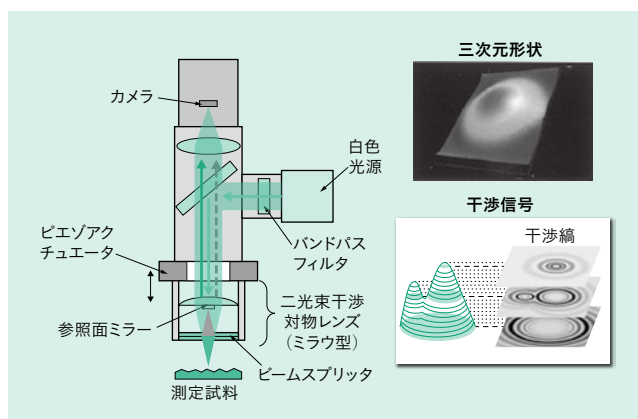 カメラ
白色
光源
ピエゾアク
チュエータ
バンドパス
フィルタ
参照面ミラー
二光束干渉
対物レンズ
(ミラウ型)
ビームスプリッタ
測定試料
三次元形状
干渉信号
干渉縞